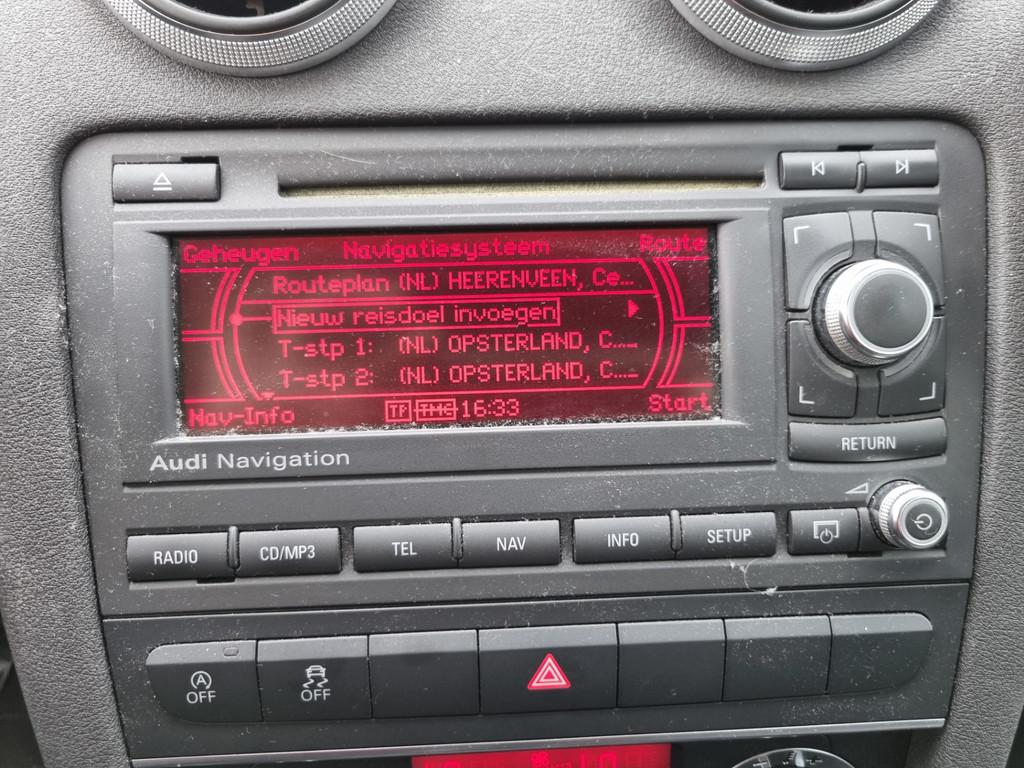 Geheugen Navigatiesysteem Route
Routeplan (NL) HEERENVEEN, Ce...
Nieuw reisdoel invoegen
T-stp 1: (NL) OPSTERLAND, C...
T-stp 2: (NL) OPSTERLAND, C...
Nav-Info TP TMC 16:33 Start
RETURN
Audi Navigation
RADIO CD/MP3 TEL NAV INFO SETUP
A OFF
OFF